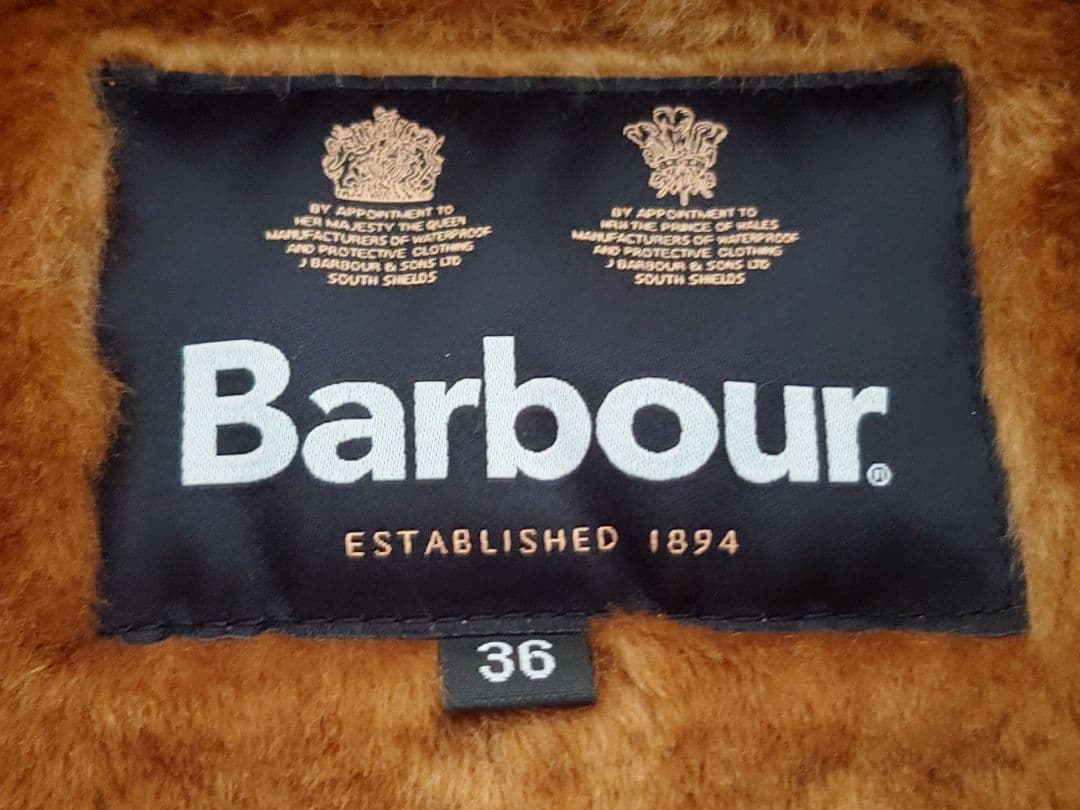 BY APPOINTMENT TO
HER MAJESTY THE QUEEN
MANUFACTURERS OF WATERPROOF
AND PROTECTIVE CLOTHING
J BARBOUR & SONS LTD
SOUTH SHIELDS
BY APPOINTMENT TO
HRH THE PRINCE OF WALES
MANUFACTURERS OF WATERPROOF
AND PROTECTIVE CLOTHING
J BARBOUR & SONS LTD
SOUTH SHIELDS
Barbour®
ESTABLISHED 1894
36